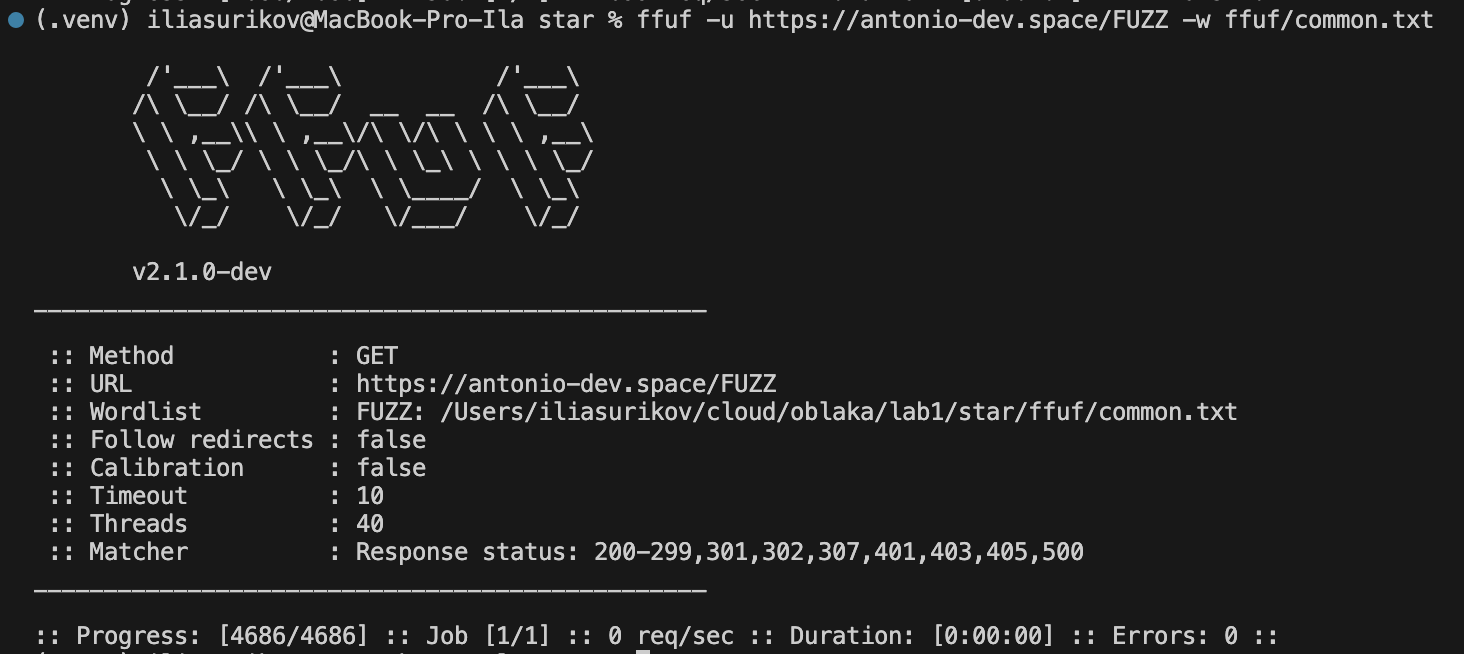 (.venv) iliasurikov@MacBook-Pro-Ila star % ffuf -u https://antonio-dev.space/FUZZ -w ffuf/common.txt
        /'___\  /'___\           /'___\
       /\ \__/ /\ \__/  __  __  /\ \__/
       \ \ ,__\\ \ ,__\/\ \/\ \ \ \ ,__\
        \ \ \_/ \ \ \_/\ \ \_\ \ \ \ \_/
         \ \_\   \ \_\  \ \____/  \ \_\
          \/_/    \/_/   \/___/    \/_/
v2.1.0-dev
________________________________________________
:: Method           : GET
:: URL              : https://antonio-dev.space/FUZZ
:: Wordlist         : FUZZ: /Users/iliasurikov/cloud/oblaka/lab1/star/ffuf/common.txt
:: Follow redirects : false
:: Calibration      : false
:: Timeout          : 10
:: Threads          : 40
:: Matcher          : Response status: 200-299,301,302,307,401,403,405,500
________________________________________________
:: Progress: [4686/4686] :: Job [1/1] :: 0 req/sec :: Duration: [0:00:00] :: Errors: 0 ::